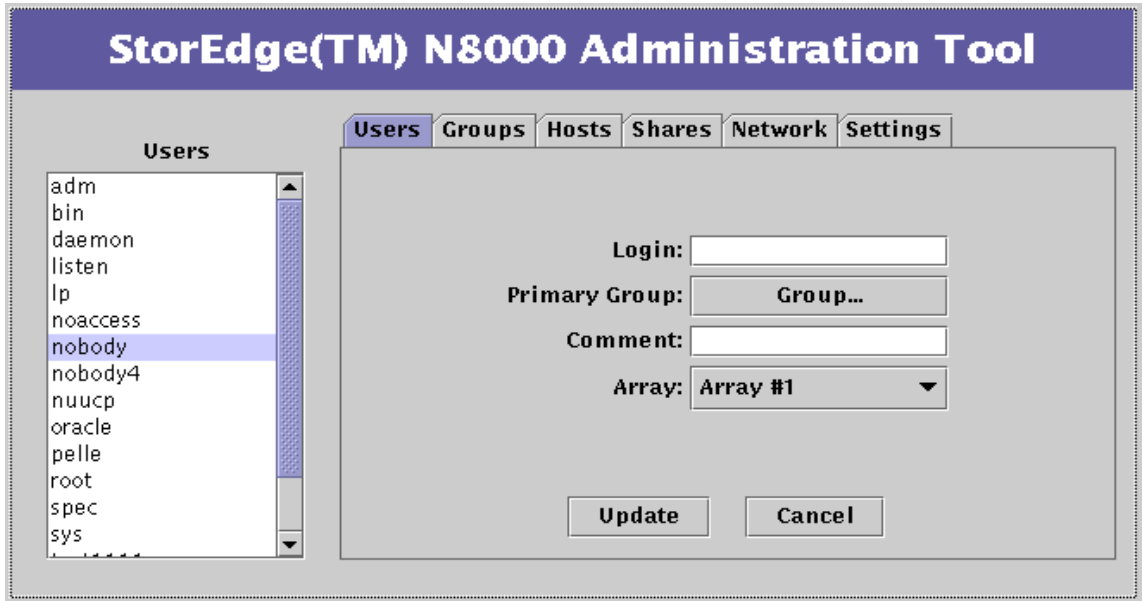 StorEdge(TM) N8000 Administration Tool
Users Groups Hosts Shares Network Settings
Users
adm
bin
daemon
listen
lp
noaccess
nobody
nobody4
nuucp
oracle
pelle
root
spec
sys
Login:
Primary Group: Group...
Comment:
Array: Array #1
Update Cancel